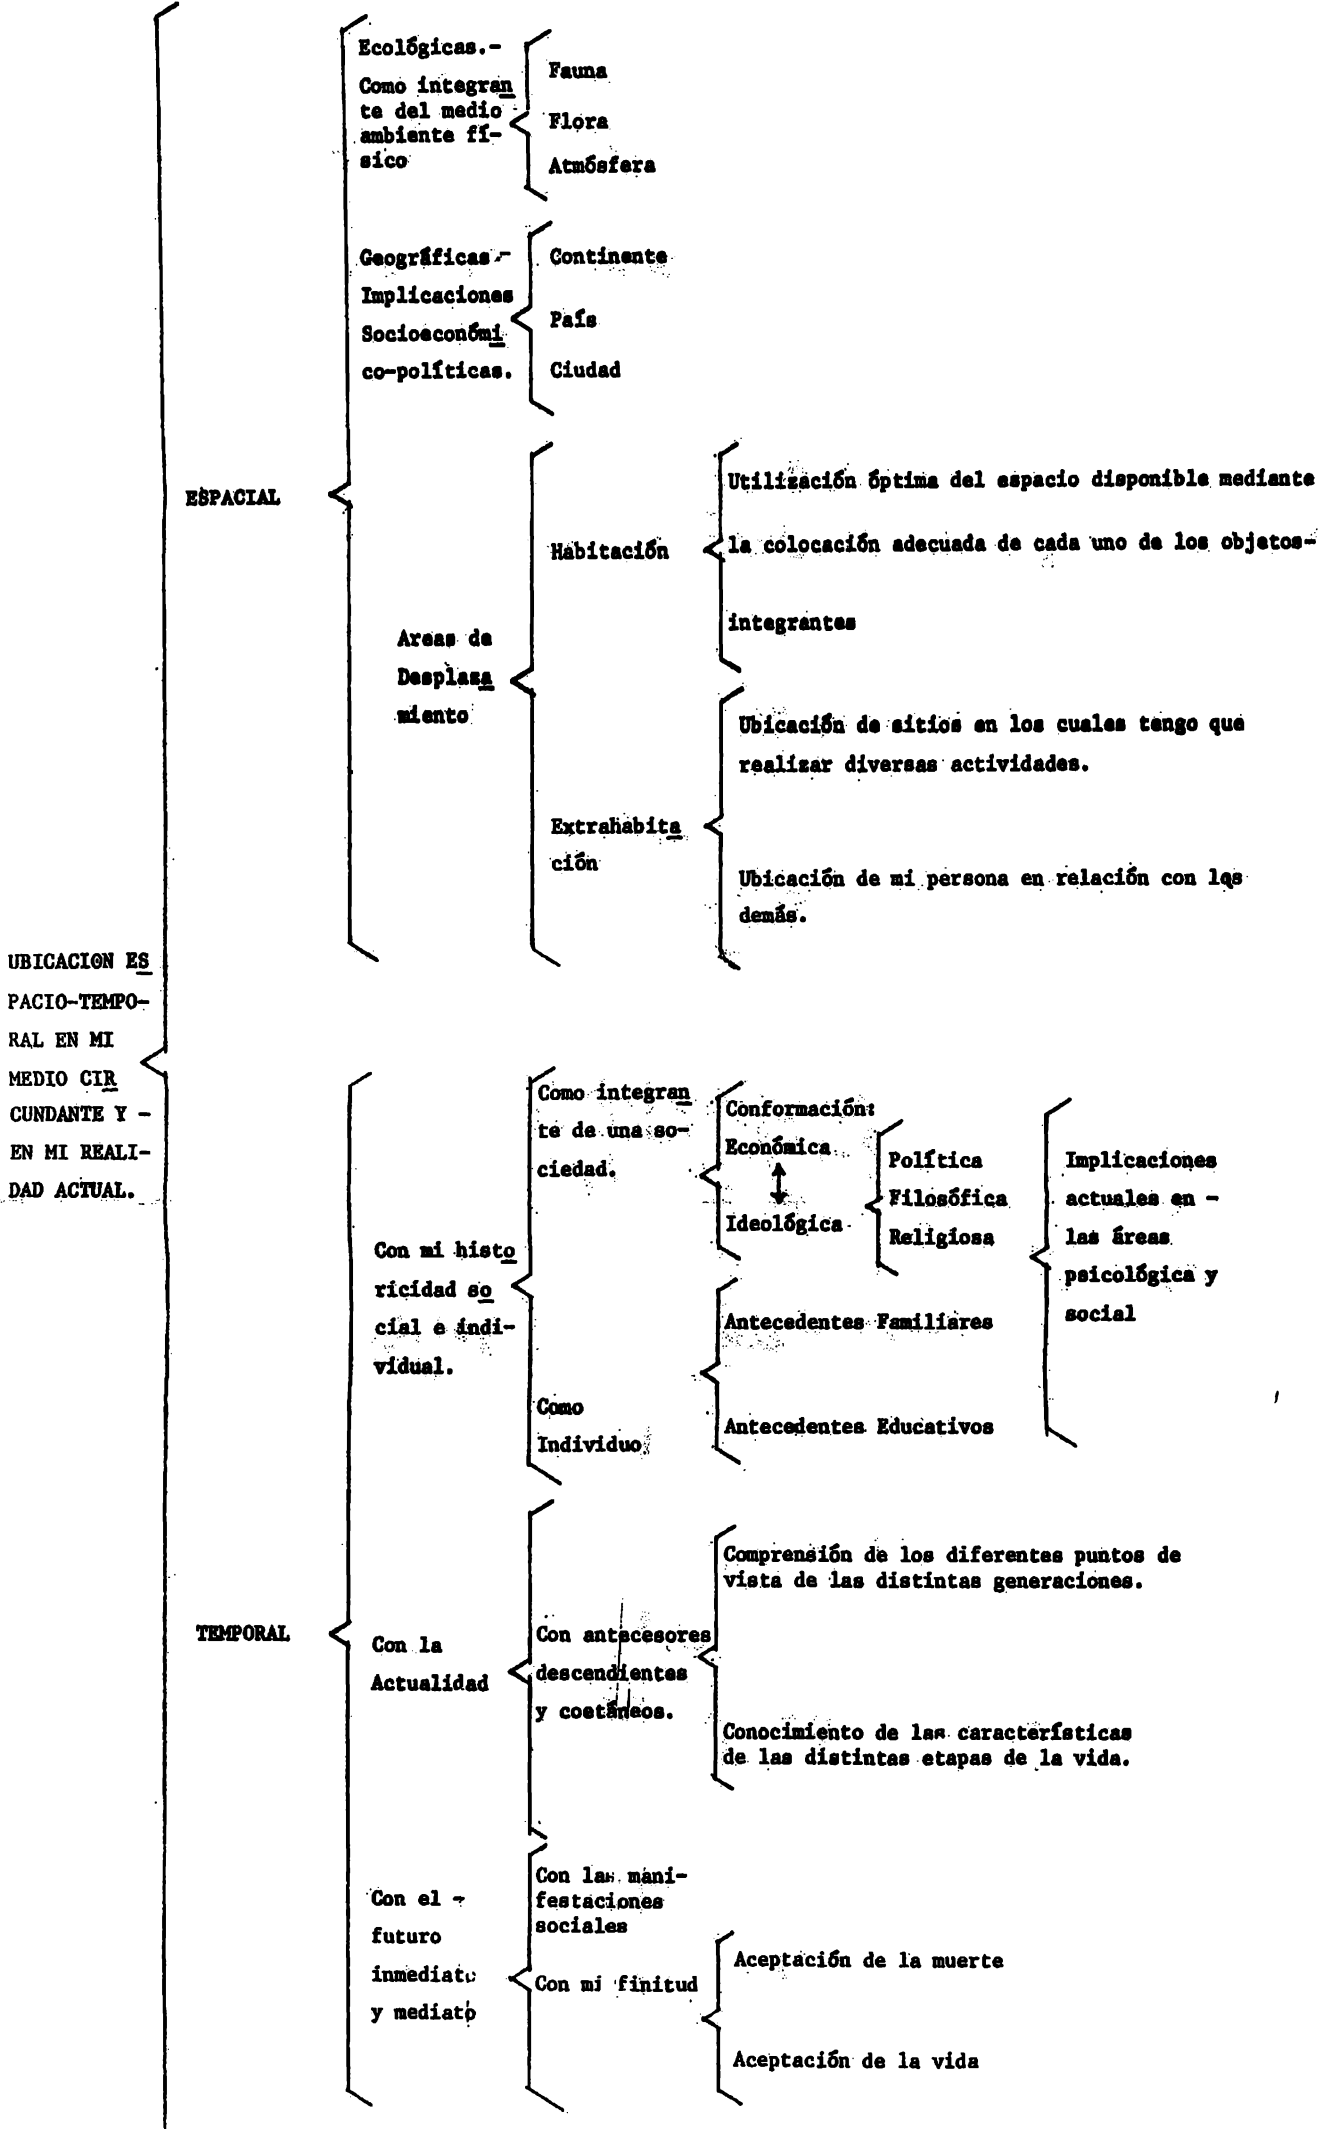 Ecológicas.-
Como integran
te del medio
ambiente fí-
sico
Fauna
Flora
Atmósfera
Geográficas.-
Implicaciones
Socioeconómi
co-políticas.
Continente
País
Ciudad
ESPACIAL
Areas de
Desplaza
miento
Habitación
Utilización óptima del espacio disponible mediante
la colocación adecuada de cada uno de los objetos-
integrantes
Extrahabita
ción
Ubicación de sitios en los cuales tengo que
realizar diversas actividades.
Ubicación de mi persona en relación con los
demás.
UBICACION ES
PACIO-TEMPO-
RAL EN MI
MEDIO CIR
CUNDANTE Y -
EN MI REALI-
DAD ACTUAL.
TEMPORAL
Con mi histo
ricidad so
cial e indi-
vidual.
Como integran
te de una so-
ciedad.
Conformación:
Económica
Ideológica
Política
Filosófica
Religiosa
Implicaciones
actuales en -
las áreas
psicológica y
social
Como
Individuo
Antecedentes Familiares
Antecedentes Educativos
Con la
Actualidad
Con antecesores
descendientes
y coetáneos.
Comprensión de los diferentes puntos de
vista de las distintas generaciones.
Conocimiento de las características
de las distintas etapas de la vida.
Con el -
futuro
inmediato
y mediato
Con las mani-
festaciones
sociales
Con mi finitud
Aceptación de la muerte
Aceptación de la vida